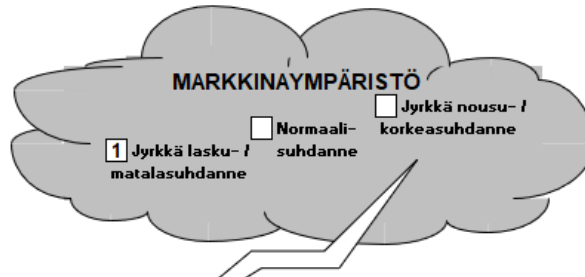 MARKKINAYMPÄRISTÖ
Jyrkkä nousu- /
korkeasuhdanne
Normaali-
suhdanne
1 Jyrkkä lasku- /
matalasuhdanne